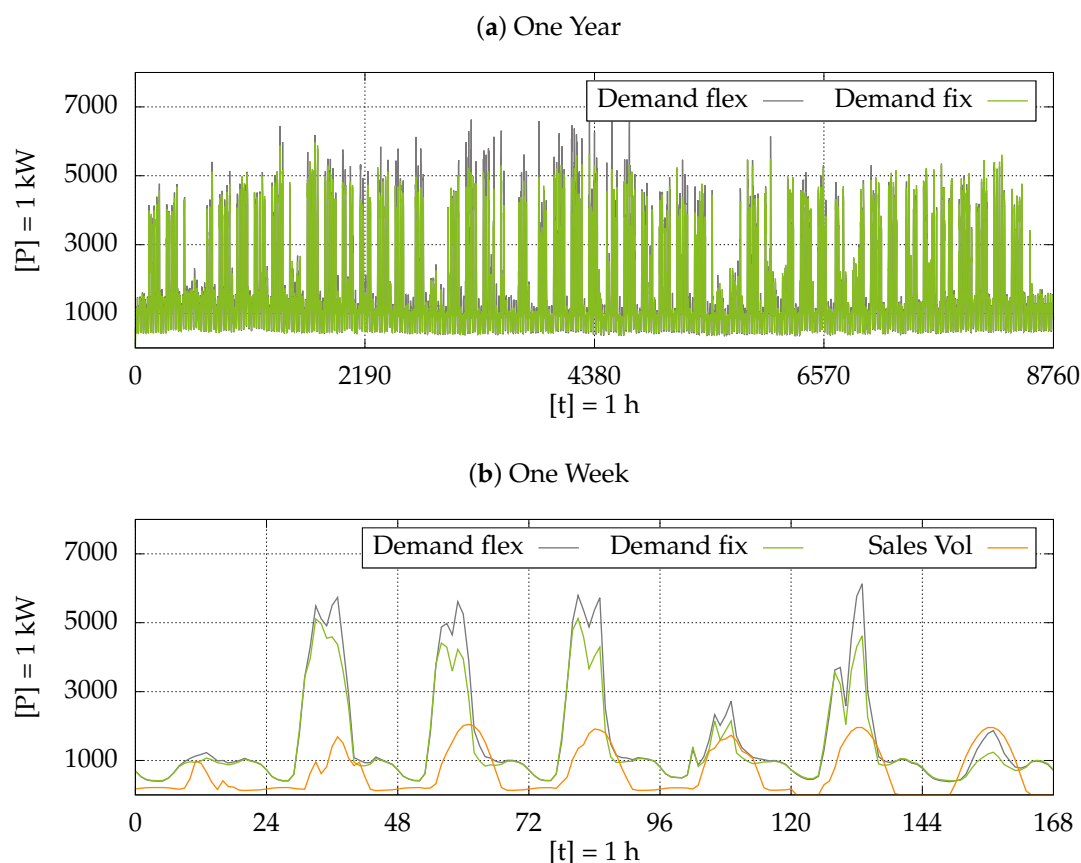 (a) One Year
[P] = 1 kW
7000
5000
3000
1000
Demand flex
Demand fix
0 2190 4380 6570 8760
[t] = 1 h
(b) One Week
[P] = 1 kW
7000
5000
3000
1000
Demand flex
Demand fix
Sales Vol
0 24 48 72 96 120 144 168
[t] = 1 h